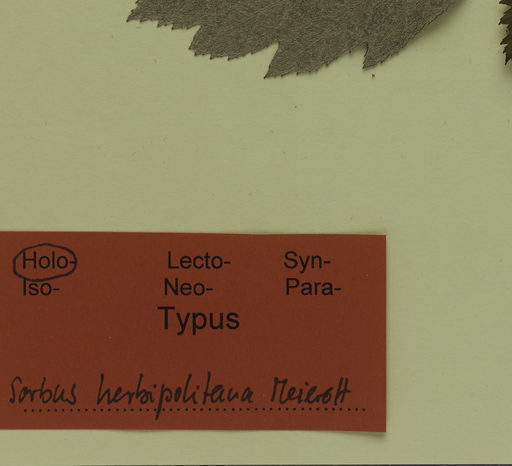 Holo- Lecto- Syn-
Iso- Neo- Para-
Typus
Sorbus herbipolitana Meierott